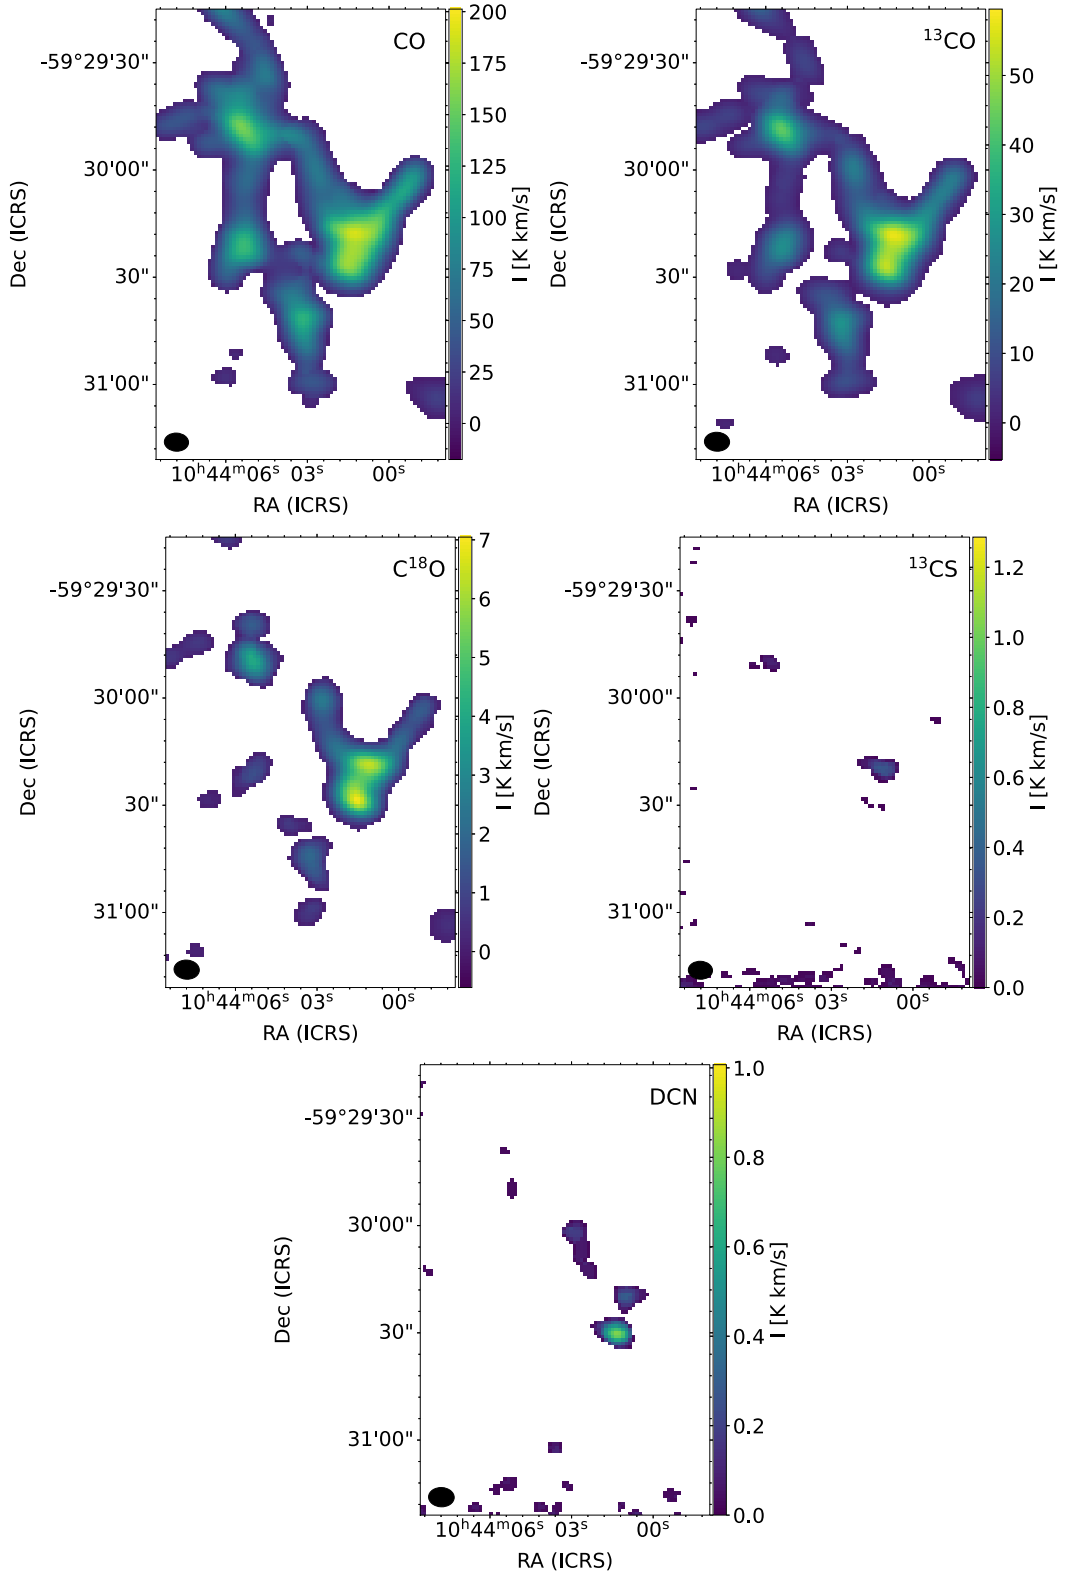 CO
-59°29'30"
30'00"
30"
31'00"
Dec (ICRS)
10ʰ44ᵐ06ˢ 03ˢ 00ˢ
RA (ICRS)
200
175
150
125
100
75
50
25
0
I [K km/s]
¹³CO
-59°29'30"
30'00"
30"
31'00"
Dec (ICRS)
10ʰ44ᵐ06ˢ 03ˢ 00ˢ
RA (ICRS)
50
40
30
20
10
0
I [K km/s]
C¹⁸O
-59°29'30"
30'00"
30"
31'00"
Dec (ICRS)
10ʰ44ᵐ06ˢ 03ˢ 00ˢ
RA (ICRS)
7
6
5
4
3
2
1
0
I [K km/s]
¹³CS
-59°29'30"
30'00"
30"
31'00"
Dec (ICRS)
10ʰ44ᵐ06ˢ 03ˢ 00ˢ
RA (ICRS)
1.2
1.0
0.8
0.6
0.4
0.2
0.0
I [K km/s]
DCN
-59°29'30"
30'00"
30"
31'00"
Dec (ICRS)
10ʰ44ᵐ06ˢ 03ˢ 00ˢ
RA (ICRS)
1.0
0.8
0.6
0.4
0.2
0.0
I [K km/s]